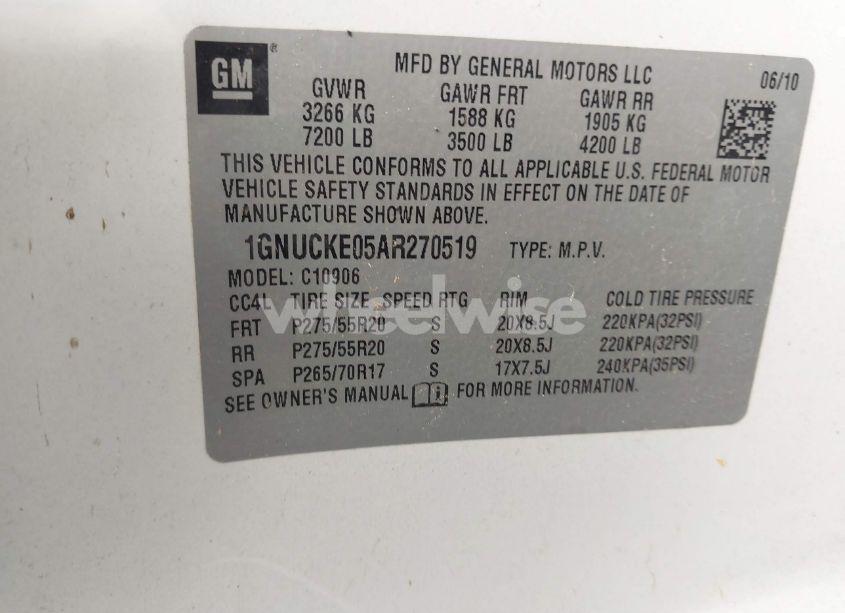 GM ®
MFD BY GENERAL MOTORS LLC 06/10
GVWR GAWR FRT GAWR RR
3266 KG 1588 KG 1905 KG
7200 LB 3500 LB 4200 LB
THIS VEHICLE CONFORMS TO ALL APPLICABLE U.S. FEDERAL MOTOR
VEHICLE SAFETY STANDARDS IN EFFECT ON THE DATE OF
MANUFACTURE SHOWN ABOVE.
1GNUCKE05AR270519 TYPE: M.P.V.
MODEL: C10906
CC4L TIRE SIZE SPEED RTG RIM COLD TIRE PRESSURE
wheelwise
FRT P275/55R20 S 20X8.5J 220KPA(32PSI)
RR P275/55R20 S 20X8.5J 220KPA(32PSI)
SPA P265/70R17 S 17X7.5J 240KPA(35PSI)
SEE OWNER'S MANUAL FOR MORE INFORMATION.